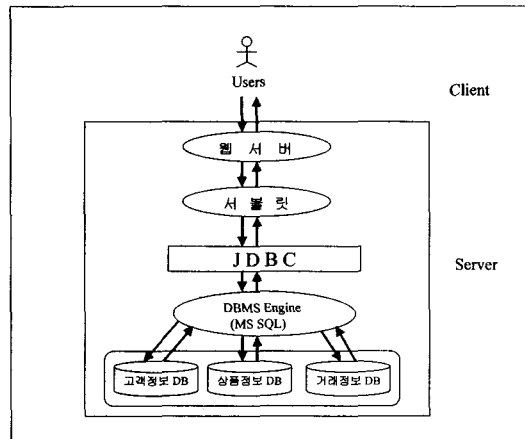 Users
Client
웹 서 버
서 블 릿
J D B C
Server
DBMS Engine
(MS SQL)
고객정보 DB
상품정보 DB
거래정보 DB